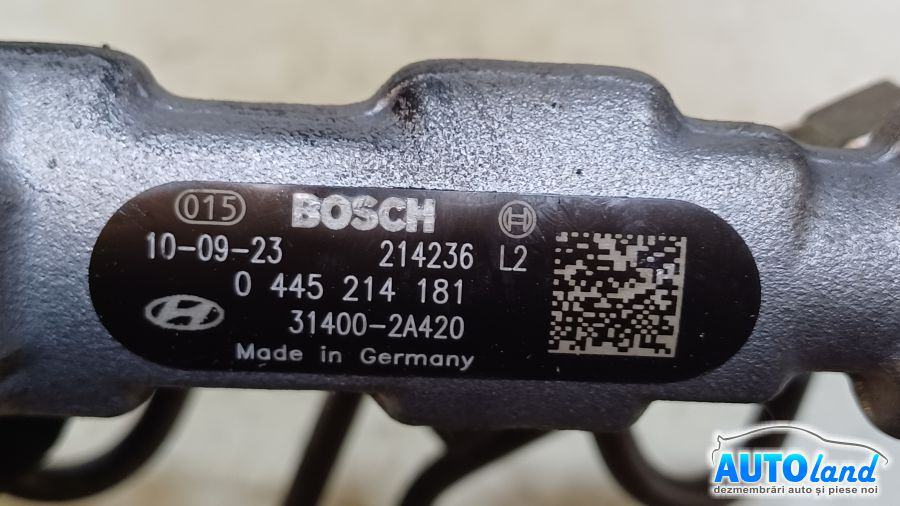 015 BOSCH
10-09-23 214236 L2
0 445 214 181
31400-2A420
Made in Germany
AUTOland
dezmembrări auto și piese noi